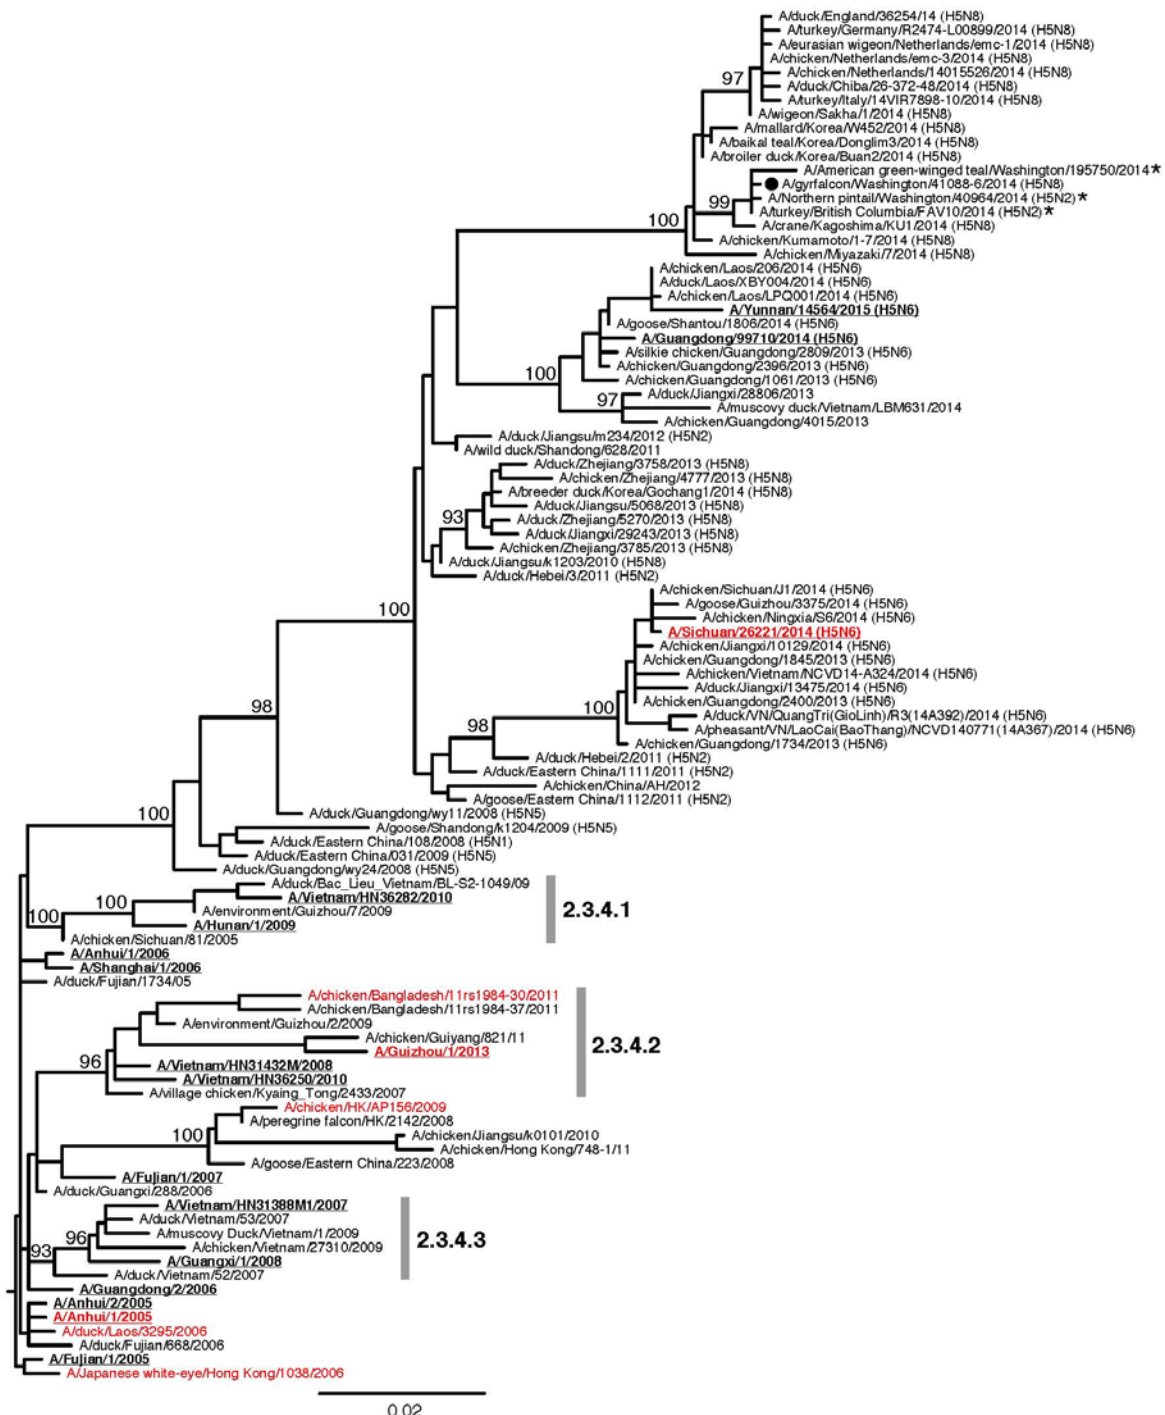 A/duck/England/36254/14 (H5N8)
A/turkey/Germany/R2474-L00899/2014 (H5N8)
A/eurasian wigeon/Netherlands/emc-1/2014 (H5N8)
A/chicken/Netherlands/emc-3/2014 (H5N8)
97
A/chicken/Netherlands/14015526/2014 (H5N8)
A/duck/Chiba/26-372-48/2014 (H5N8)
A/turkey/Italy/14VIR7898-10/2014 (H5N8)
A/wigeon/Sakha/1/2014 (H5N8)
A/mallard/Korea/W452/2014 (H5N8)
A/baikal teal/Korea/Donglim3/2014 (H5N8)
A/broiler duck/Korea/Buan2/2014 (H5N8)
A/American green-winged teal/Washington/195750/2014*
A/gyrfalcon/Washington/41088-6/2014 (H5N8)
A/Northern pintail/Washington/40964/2014 (H5N2)*
99
A/turkey/British Columbia/FAV10/2014 (H5N2)*
100
A/crane/Kagoshima/KU1/2014 (H5N8)
A/chicken/Kumamoto/1-7/2014 (H5N8)
A/chicken/Miyazaki/7/2014 (H5N8)
A/chicken/Laos/206/2014 (H5N6)
A/duck/Laos/XBY004/2014 (H5N6)
A/chicken/Laos/LPQ001/2014 (H5N6)
A/Yunnan/14564/2015 (H5N6)
A/goose/Shantou/1806/2014 (H5N6)
A/Guangdong/99710/2014 (H5N6)
A/silkie chicken/Guangdong/2809/2013 (H5N6)
A/chicken/Guangdong/2396/2013 (H5N6)
100
A/chicken/Guangdong/1061/2013 (H5N6)
A/duck/Jiangxi/28806/2013
97
A/muscovy duck/Vietnam/LBM631/2014
A/chicken/Guangdong/4015/2013
A/duck/Jiangsu/m234/2012 (H5N2)
A/wild duck/Shandong/628/2011
A/duck/Zhejiang/3758/2013 (H5N8)
A/chicken/Zhejiang/4777/2013 (H5N8)
A/breeder duck/Korea/Gochang1/2014 (H5N8)
A/duck/Jiangsu/5068/2013 (H5N8)
93
A/duck/Zhejiang/5270/2013 (H5N8)
A/duck/Jiangxi/29243/2013 (H5N8)
A/chicken/Zhejiang/3785/2013 (H5N8)
A/duck/Jiangsu/k1203/2010 (H5N8)
A/duck/Hebei/3/2011 (H5N2)
A/chicken/Sichuan/J1/2014 (H5N6)
A/goose/Guizhou/3375/2014 (H5N6)
100
A/chicken/Ningxia/S6/2014 (H5N6)
A/Sichuan/26221/2014 (H5N6)
A/chicken/Jiangxi/10129/2014 (H5N6)
A/chicken/Guangdong/1845/2013 (H5N6)
A/chicken/Vietnam/NCVD14-A324/2014 (H5N6)
A/duck/Jiangxi/13475/2014 (H5N6)
A/chicken/Guangdong/2400/2013 (H5N6)
98
100
A/duck/VN/QuangTri(GioLinh)/R3(14A392)/2014 (H5N6)
98
A/pheasant/VN/LaoCai(BaoThang)/NCVD140771(14A367)/2014 (H5N6)
A/chicken/Guangdong/1734/2013 (H5N6)
A/duck/Hebei/2/2011 (H5N2)
A/duck/Eastern China/1111/2011 (H5N2)
A/chicken/China/AH/2012
A/goose/Eastern China/1112/2011 (H5N2)
100
A/duck/Guangdong/wy11/2008 (H5N5)
A/goose/Shandong/k1204/2009 (H5N5)
A/duck/Eastern China/108/2008 (H5N1)
A/duck/Eastern China/031/2009 (H5N5)
A/duck/Guangdong/wy24/2008 (H5N5)
A/duck/Bac_Lieu_Vietnam/BL-S2-1049/09
A/Vietnam/HN36282/2010
100
A/environment/Guizhou/7/2009
2.3.4.1
100
A/Hunan/1/2009
A/chicken/Sichuan/81/2005
A/Anhui/1/2006
A/Shanghai/1/2006
A/duck/Fujian/1734/05
A/chicken/Bangladesh/11rs1984-30/2011
A/chicken/Bangladesh/11rs1984-37/2011
A/environment/Guizhou/2/2009
A/chicken/Guiyang/821/11
2.3.4.2
A/Guizhou/1/2013
96
A/Vietnam/HN31432M/2008
A/Vietnam/HN36250/2010
A/village chicken/Kyaing_Tong/2433/2007
A/chicken/HK/AP156/2009
A/peregrine falcon/HK/2142/2008
100
A/chicken/Jiangsu/k0101/2010
A/chicken/Hong Kong/748-1/11
A/goose/Eastern China/223/2008
A/Fujian/1/2007
A/duck/Guangxi/288/2006
A/Vietnam/HN31388M1/2007
A/duck/Vietnam/53/2007
A/muscovy Duck/Vietnam/1/2009
2.3.4.3
96
A/chicken/Vietnam/27310/2009
93
A/Guangxi/1/2008
A/duck/Vietnam/52/2007
A/Guangdong/2/2006
A/Anhui/2/2005
A/Anhui/1/2005
A/duck/Laos/3295/2006
A/duck/Fujian/668/2006
A/Fujian/1/2005
A/Japanese white-eye/Hong Kong/1038/2006
0.02